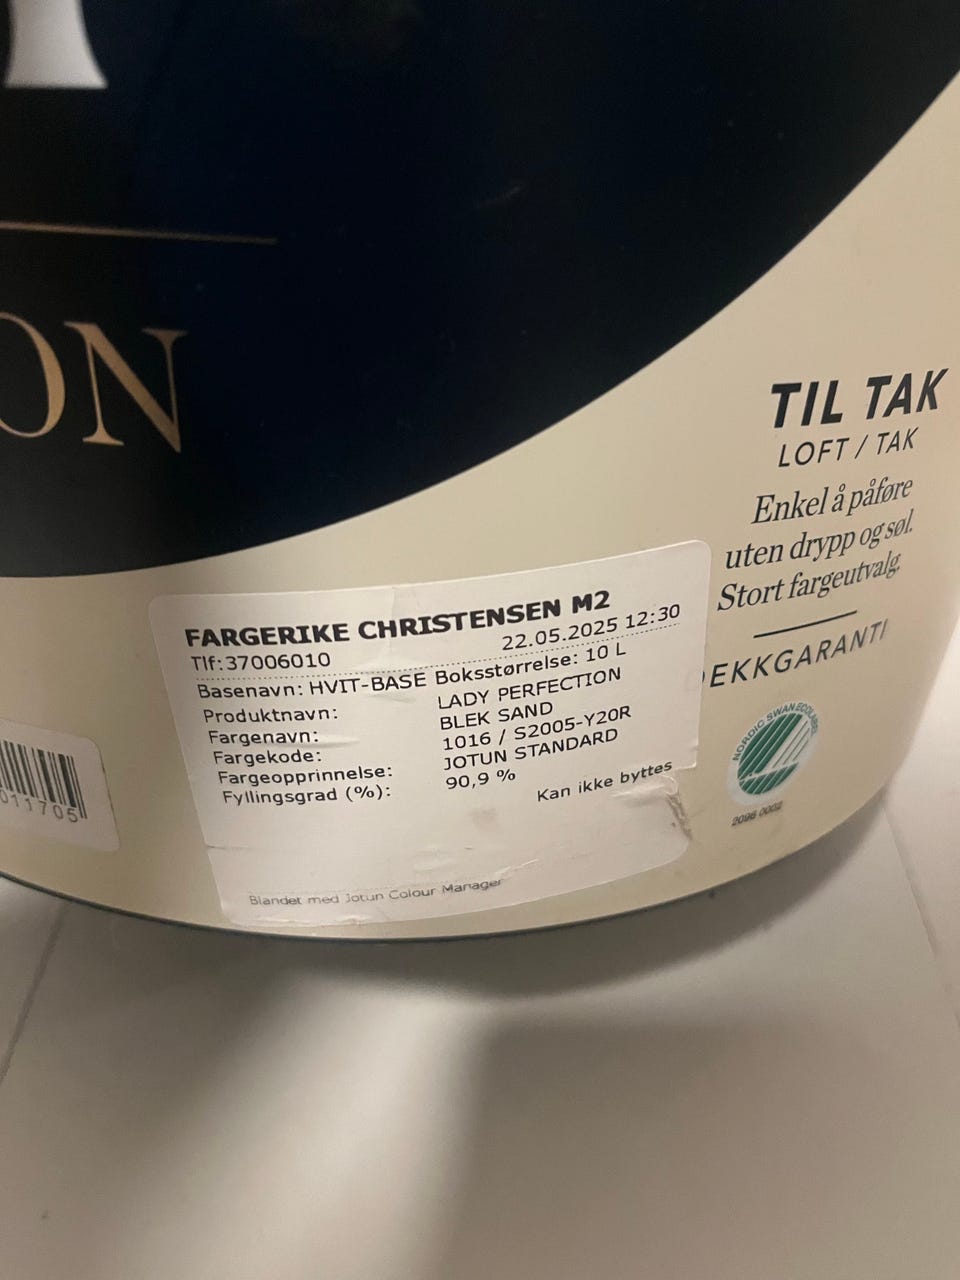 ON
TIL TAK
LOFT / TAK
Enkel å påføre
uten drypp og søl.
Stort fargeutvalg.
EKKGARANTI
NORDIC SWAN ECOLABEL
2096 0002
FARGERIKE CHRISTENSEN M2
Tlf:37006010 22.05.2025 12:30
Basenavn: HVIT-BASE Boksstørrelse: 10 L
Produktnavn: LADY PERFECTION
Fargenavn: BLEK SAND
Fargekode: 1016 / S2005-Y20R
Fargeopprinnelse: JOTUN STANDARD
Fyllingsgrad (%): 90,9 %
Kan ikke byttes
Blandet med Jotun Colour Manager
011705